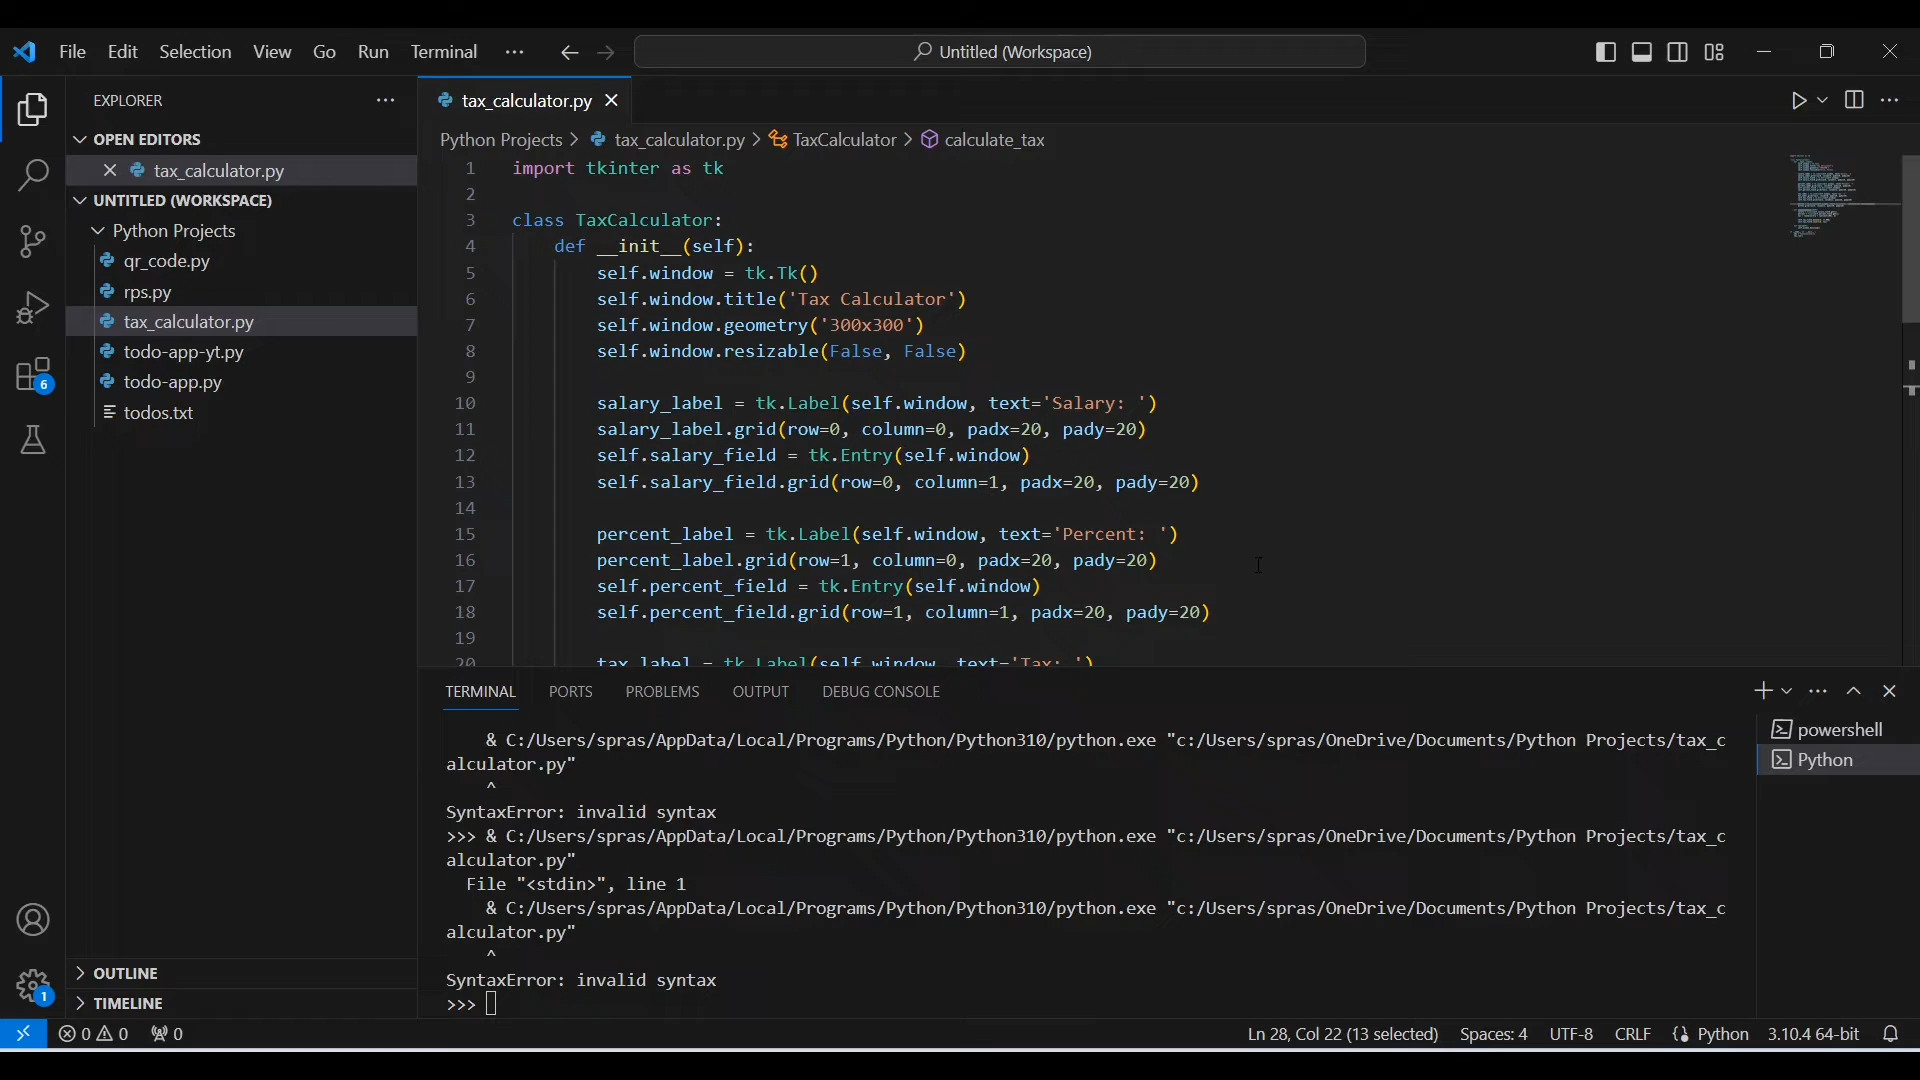 File Edit Selection View Go Run Terminal ··· Untitled (Workspace)
EXPLORER ···
OPEN EDITORS
tax_calculator.py
UNTITLED (WORKSPACE)
Python Projects
qr_code.py
rps.py
tax_calculator.py
todo-app-yt.py
todo-app.py
todos.txt
OUTLINE
TIMELINE
6
1
tax_calculator.py
Python Projects > tax_calculator.py > TaxCalculator > calculate_tax
1 import tkinter as tk
2
3 class TaxCalculator:
4 def __init__(self):
5 self.window = tk.Tk()
6 self.window.title('Tax Calculator')
7 self.window.geometry('300x300')
8 self.window.resizable(False, False)
9
10 salary_label = tk.Label(self.window, text='Salary: ')
11 salary_label.grid(row=0, column=0, padx=20, pady=20)
12 self.salary_field = tk.Entry(self.window)
13 self.salary_field.grid(row=0, column=1, padx=20, pady=20)
14
15 percent_label = tk.Label(self.window, text='Percent: ')
16 percent_label.grid(row=1, column=0, padx=20, pady=20)
17 self.percent_field = tk.Entry(self.window)
18 self.percent_field.grid(row=1, column=1, padx=20, pady=20)
19
20 tax_label = tk.Label(self.window, text='Tax: ')
TERMINAL PORTS PROBLEMS OUTPUT DEBUG CONSOLE
& C:/Users/spras/AppData/Local/Programs/Python/Python310/python.exe "c:/Users/spras/OneDrive/Documents/Python Projects/tax_c
alculator.py"
^
SyntaxError: invalid syntax
>>> & C:/Users/spras/AppData/Local/Programs/Python/Python310/python.exe "c:/Users/spras/OneDrive/Documents/Python Projects/tax_c
alculator.py"
File "<stdin>", line 1
& C:/Users/spras/AppData/Local/Programs/Python/Python310/python.exe "c:/Users/spras/OneDrive/Documents/Python Projects/tax_c
alculator.py"
^
SyntaxError: invalid syntax
>>>
powershell
Python
0 0 0 Ln 28, Col 22 (13 selected) Spaces: 4 UTF-8 CRLF Python 3.10.4 64-bit